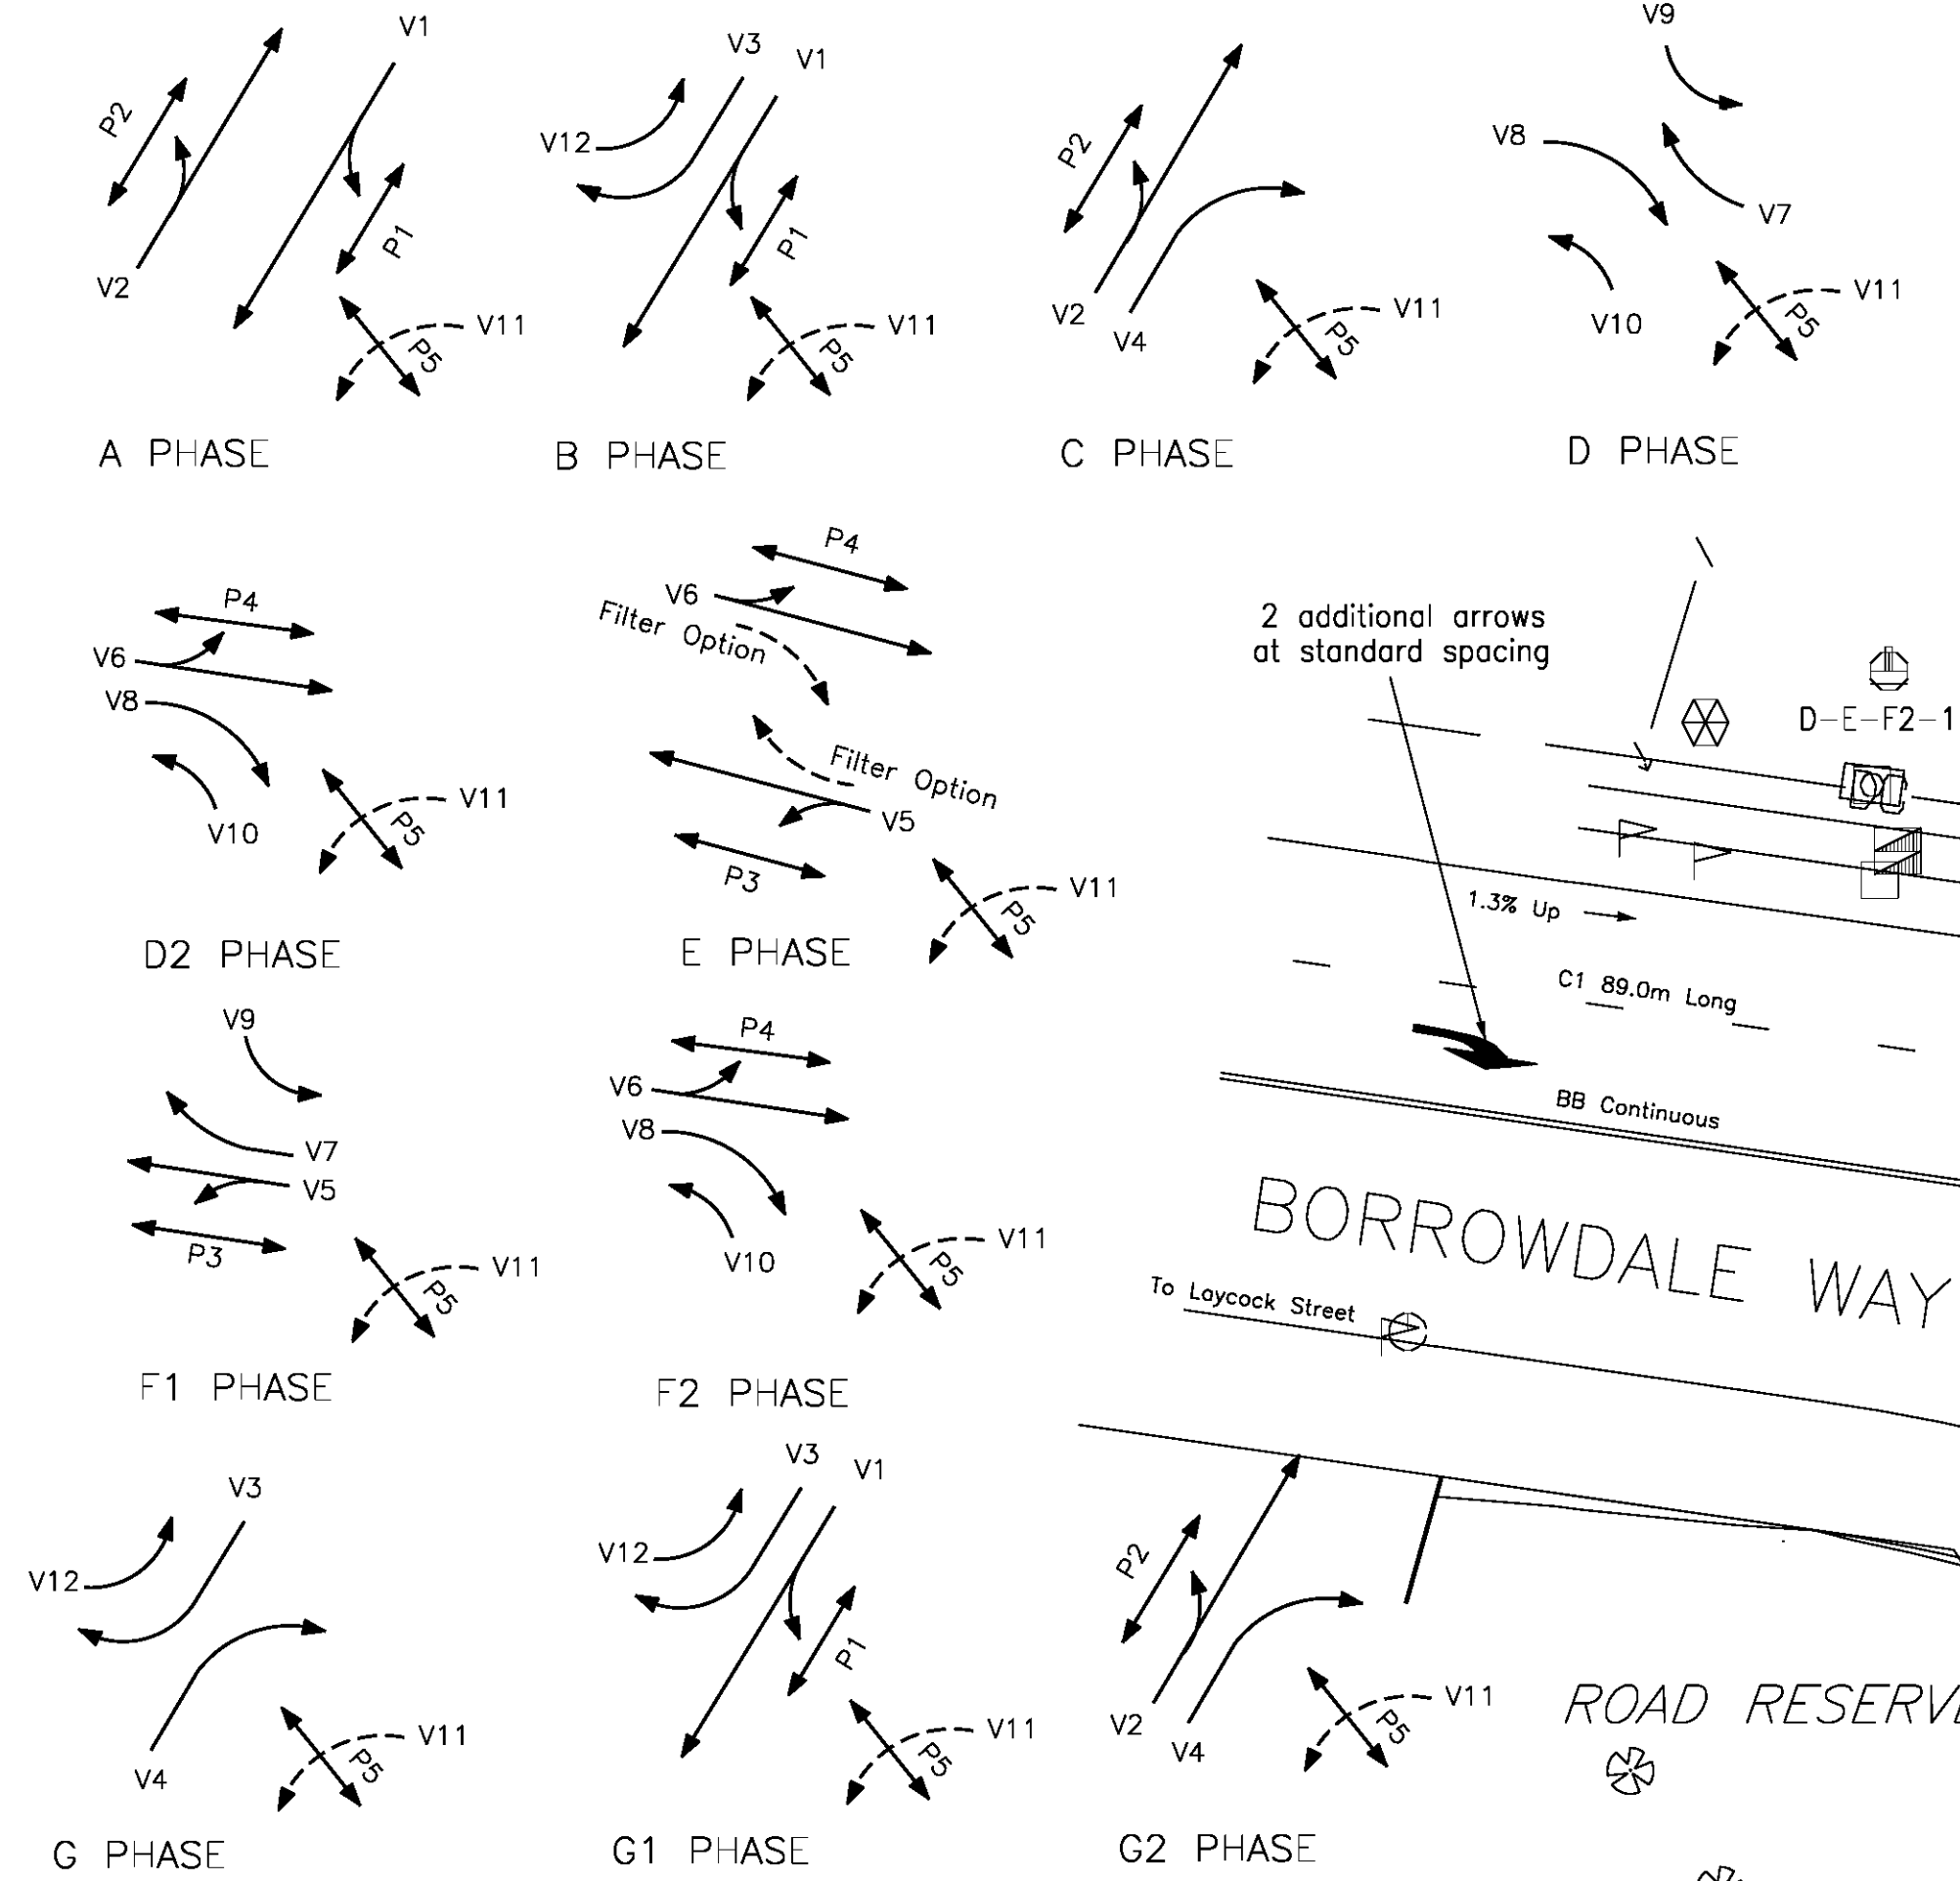 V1
P2
P1
V2
V11
P5
A PHASE
V3
V1
V12
P1
V11
P5
B PHASE
P2
V2
V4
V11
P5
C PHASE
V9
V8
V7
V10
V11
P5
D PHASE
P4
V6
V8
V10
V11
P5
D2 PHASE
P4
V6
Filter Option
Filter Option
V5
P3
V11
P5
E PHASE
2 additional arrows
at standard spacing
D-E-F2-1
1.3% Up
C1 89.0m Long
BB Continuous
BORROWDALE WAY
To Laycock Street
V9
V7
V5
P3
V11
P5
F1 PHASE
P4
V6
V8
V10
V11
P5
F2 PHASE
V3
V12
V4
V11
P5
G PHASE
V3
V1
V12
P1
V11
P5
G1 PHASE
P2
V2
V4
V11
P5
G2 PHASE
ROAD RESERVE